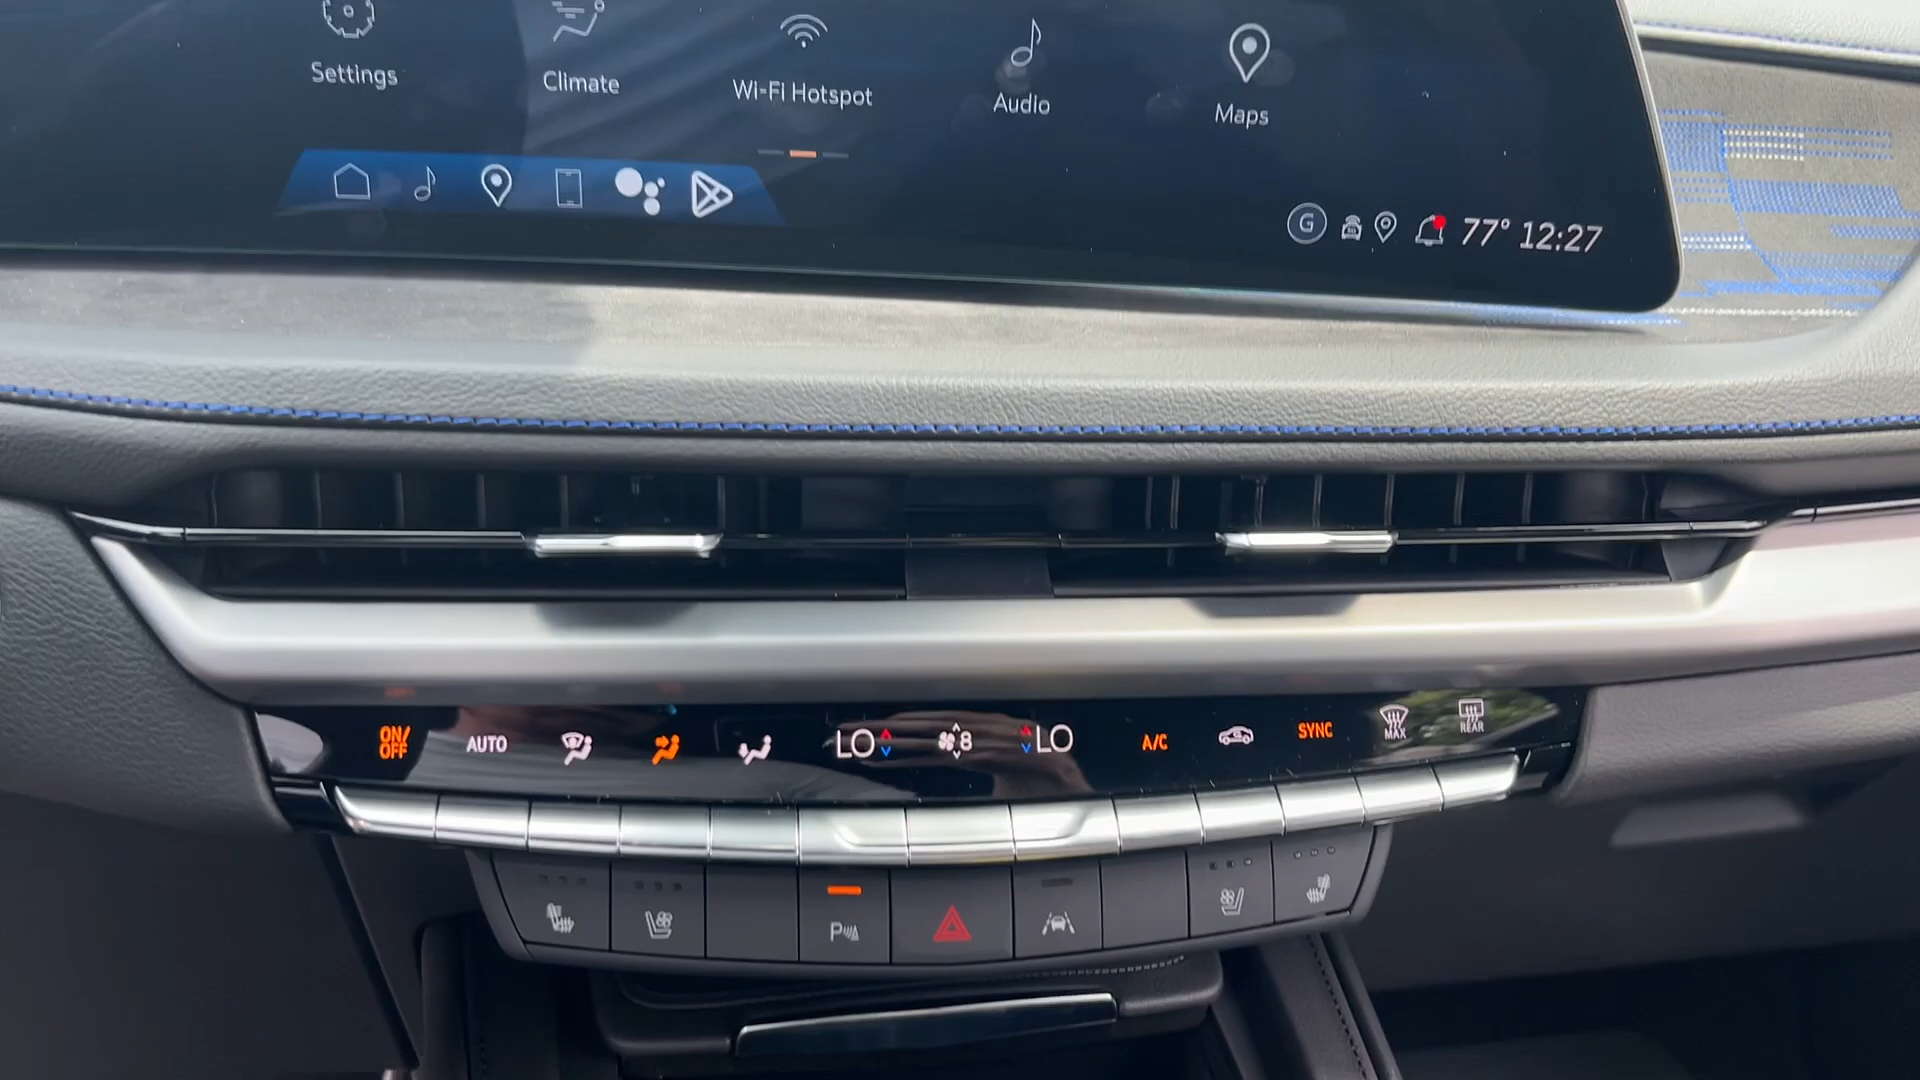 Settings
Climate
Wi-Fi Hotspot
Audio
Maps
G
77° 12:27
ON/
OFF
AUTO
LO
8
LO
A/C
SYNC
MAX
REAR
P